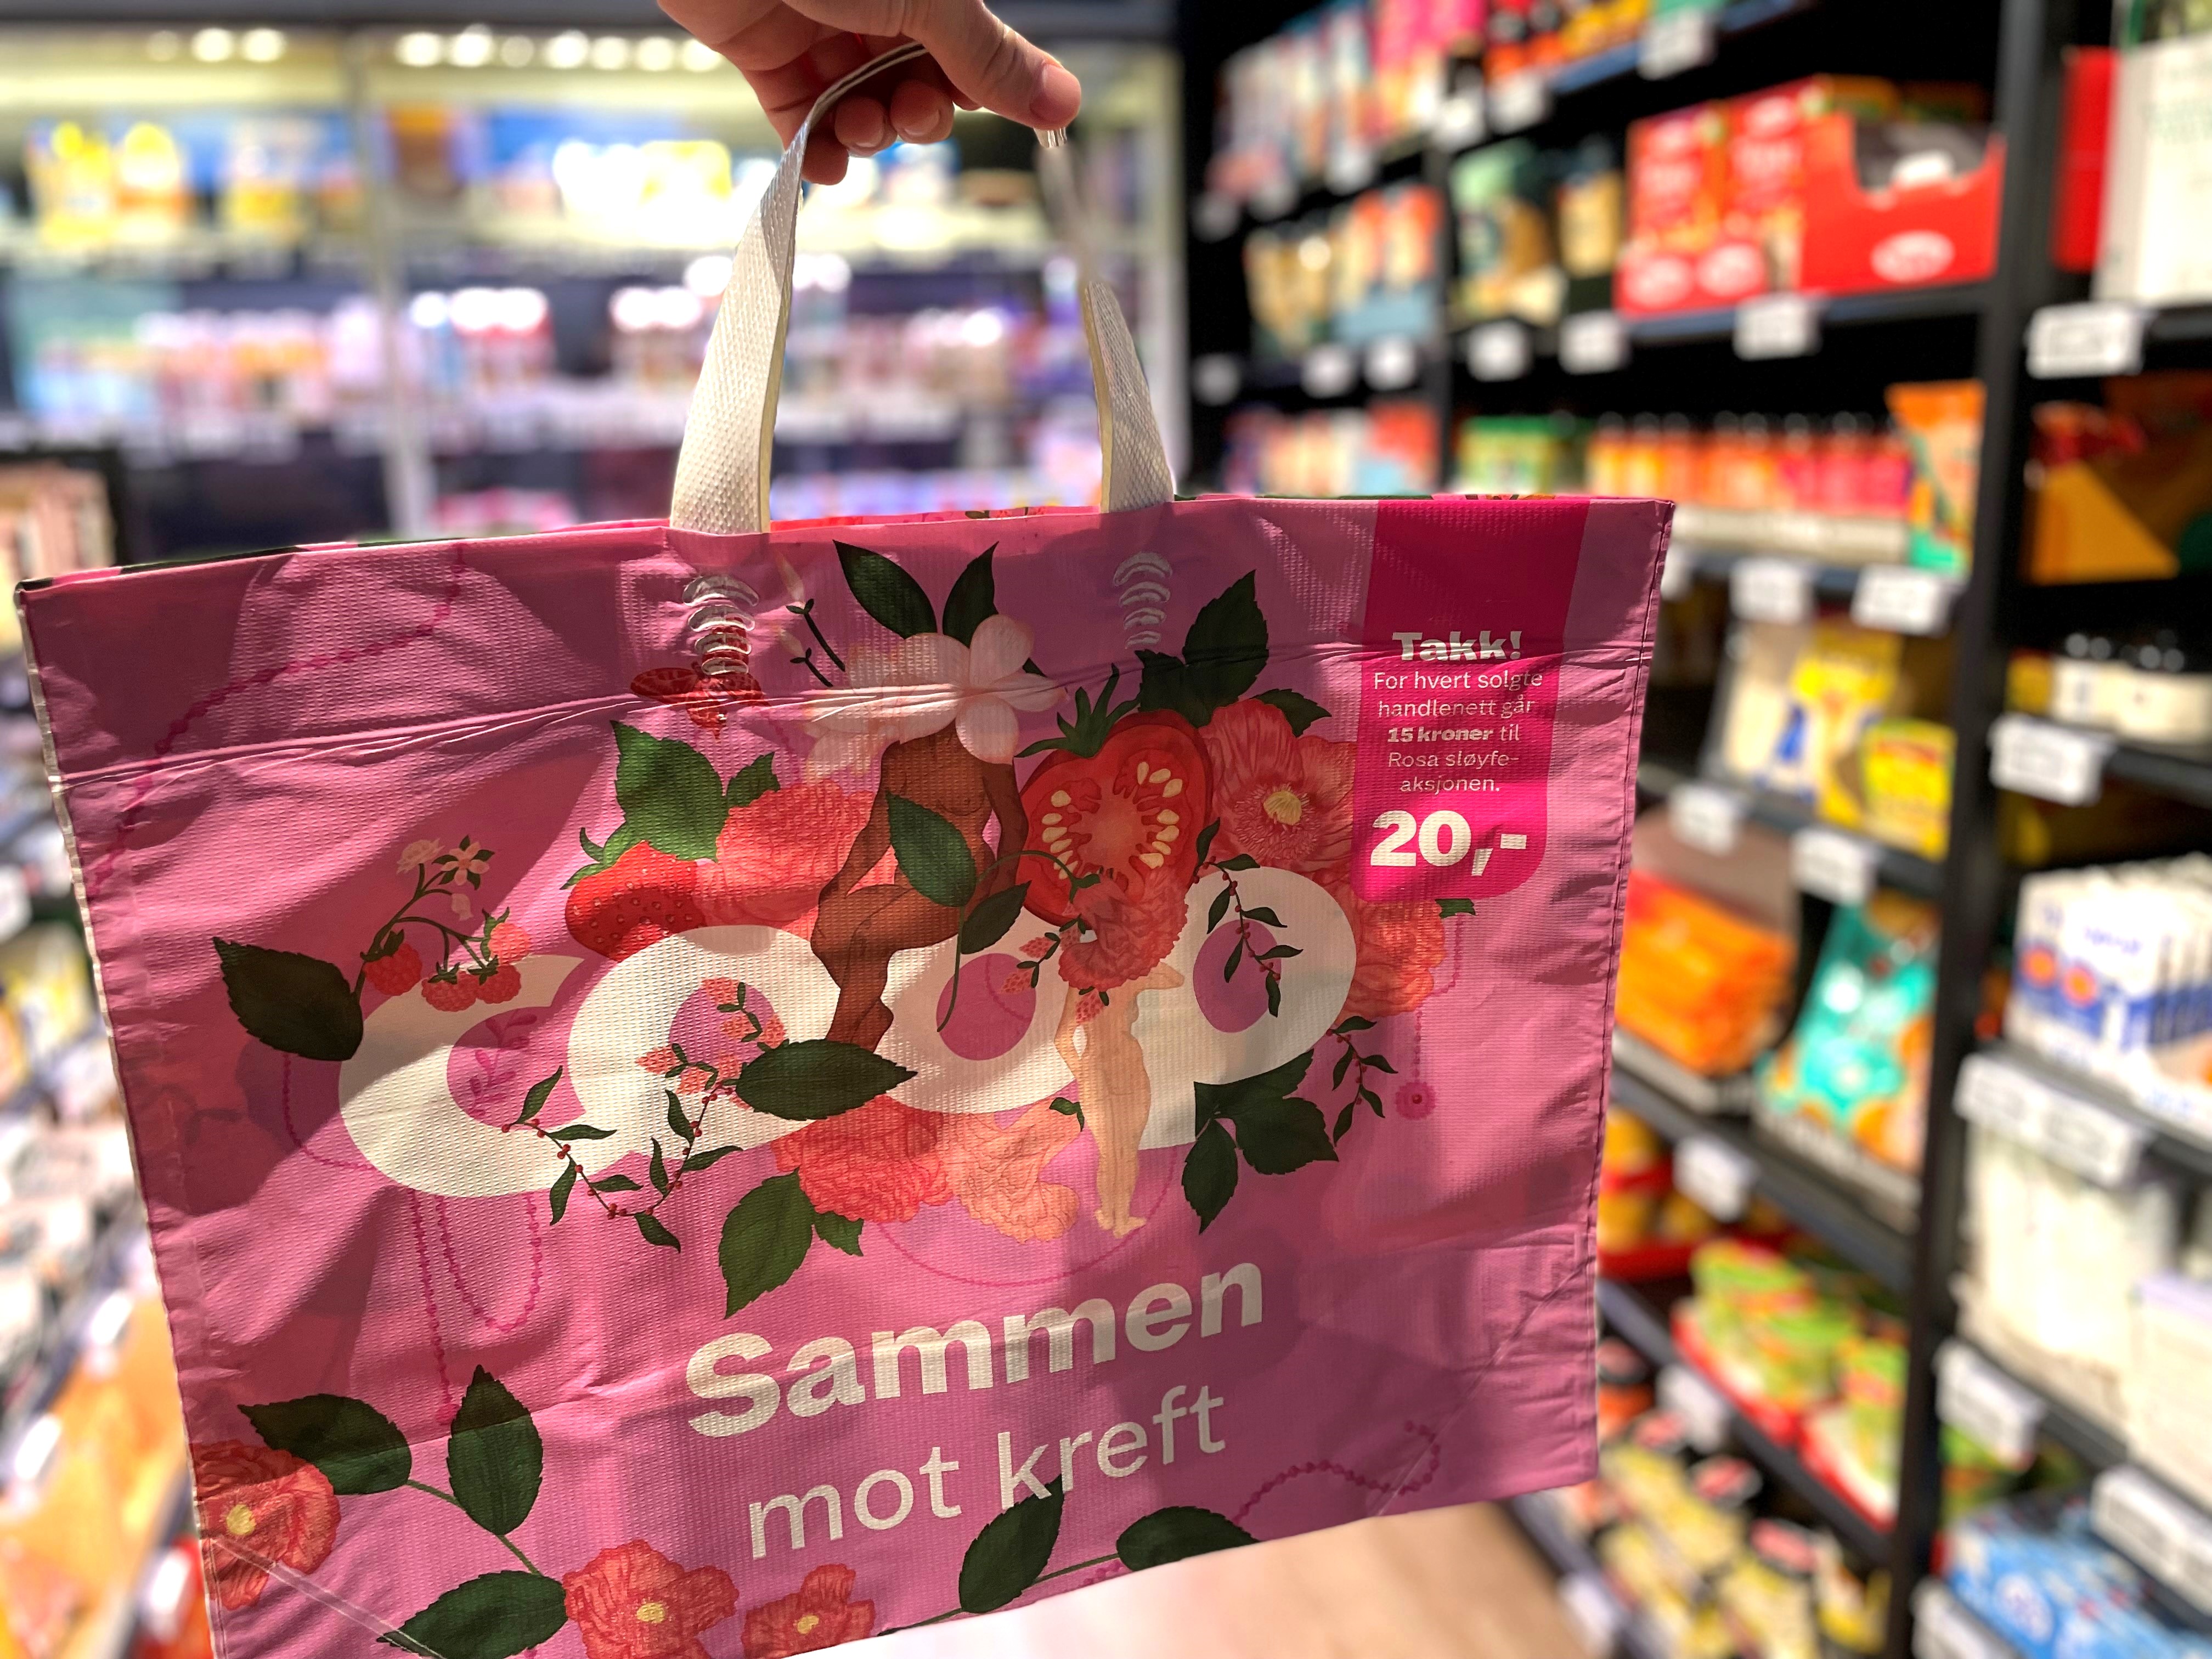 Takk!
For hvert solgte
handlenett går
15 kroner til
Rosa sløyfe-
aksjonen.
20,-
coop
Sammen
mot kreft